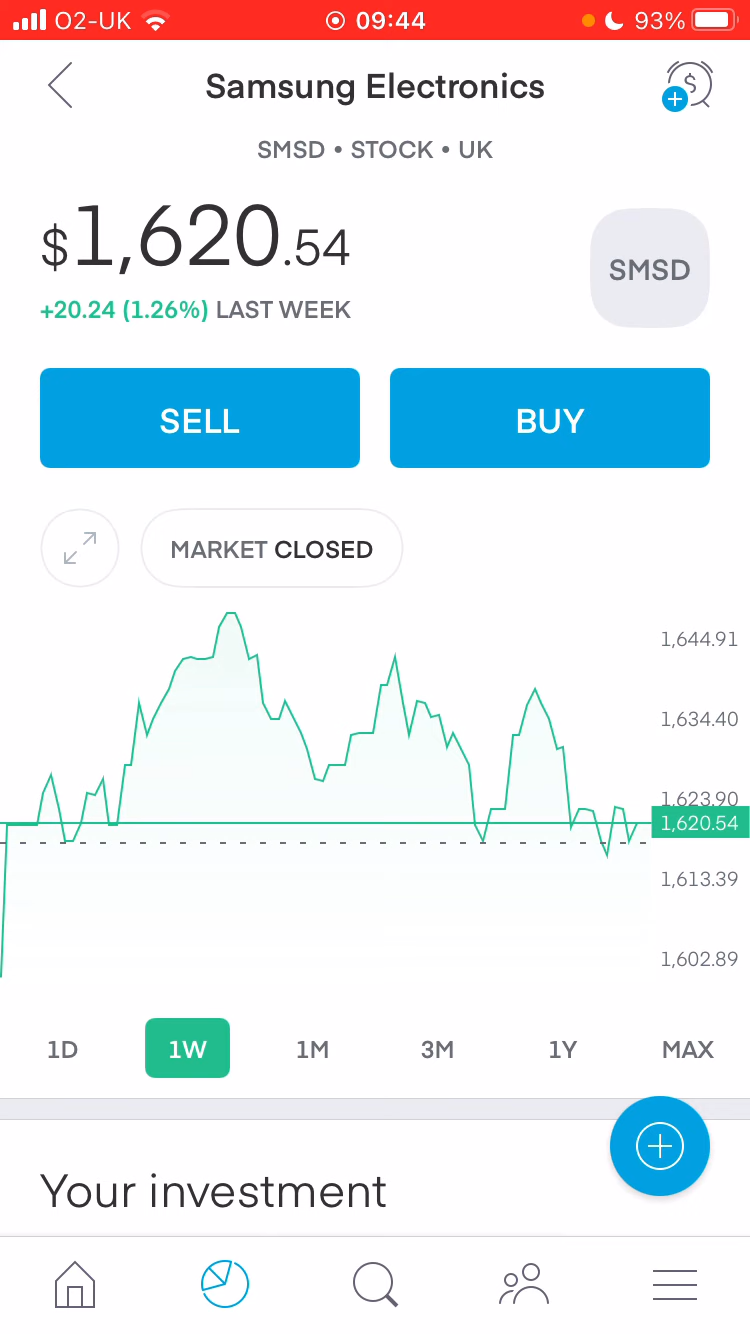 O2-UK 09:44 93%
Samsung Electronics
$
SMSD • STOCK • UK
$1,620.54
SMSD
+20.24 (1.26%) LAST WEEK
SELL BUY
MARKET CLOSED
1,644.91
1,634.40
1,623.90
1,620.54
1,613.39
1,602.89
1D 1W 1M 3M 1Y MAX
Your investment